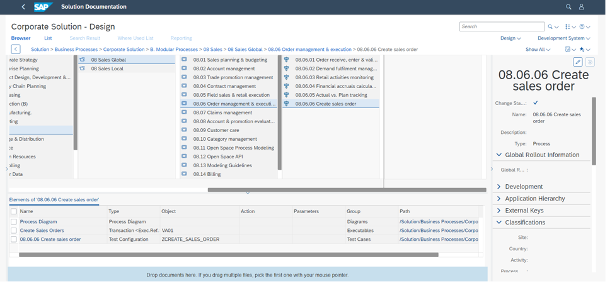 SAP Solution Documentation
Corporate Solution - Design
Search
Browser List Search Result Where Used List Reporting
Design Development System
Solution > Business Processes > Corporate Solution > B. Modular Processes > 08 Sales > 08 Sales Global > 08.06 Order management & execution > 08.06.06 Create sales order
Show All
rate Strategy
ce Planning
ct Design, Development &
y Chair Planning
asing
ction (B)
facturing.
ting
g & Distribution
ce
n Resources
lling
r Data
08 Sales Global
08 Sales Local
08.01 Sales planning & budgeting
08.02 Account management
08.03 Trade promotion management
08.04 Contract management
08.05 Field sales & retail execution
08.06 Order management & executi...
08.07 Claims management
08.08 Account & promotion evaluat...
08.09 Customer care
08.10 Category management
08.11 Open Space Process Modeling
08.12 Open Space API
08.13 Modeling Guidelines
08.14 Billing
08.06.01 Order receive, enter & vali ...
08.06.02 Demand fulfilment manag...
08.06.03 Retail activities monitoring
08.06.04 Financial accruals calcula...
08.06.05 Actual vs. Plan tracking
08.06.06 Create sales order
08.06.06 Create
sales order
Change Sta...
Name: 08.06.06 Create sales
order
Description:
Type: Process
Global Rollout Information
Global R...
Development
Application Hierarchy
External Keys
Classifications
Site:
Country:
Activity:
Elements of '08.06.06 Create sales order'
Name Type Object Action Parameters Group Path
Process Diagram Process Diagram Diagrams /Solution/Business Processes/Corpo
Create Sales Orders Transaction <Exec.Ref. VA01 Executables /Solution/Business Processes/Corpo
08.06.06 Create sales order Test Configuration ZCREATE_SALES_ORDER Test Cases /Solution/Business Processes/Corpo
Drop documents here. If you drag multiple files, pick the first one with your mouse pointer.